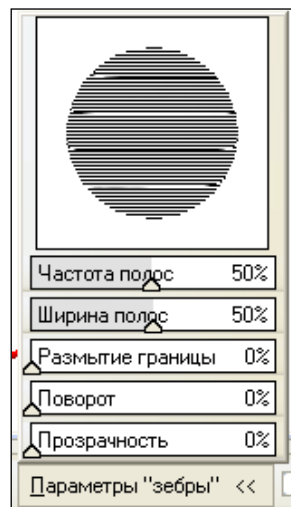 Частота полос 50%
Ширина полос 50%
Размытие границы 0%
Поворот 0%
Прозрачность 0%
Параметры "зебры" <<